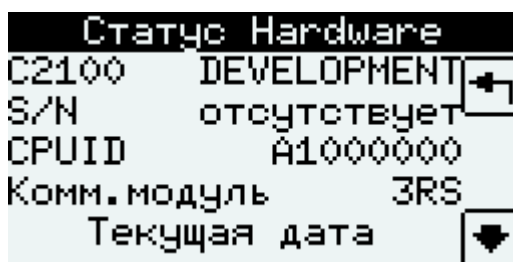 Статус Hardware
C2100 DEVELOPMENT
S/N отсутствует
CPUID A1000000
Комм.модуль 3RS
Текущая дата